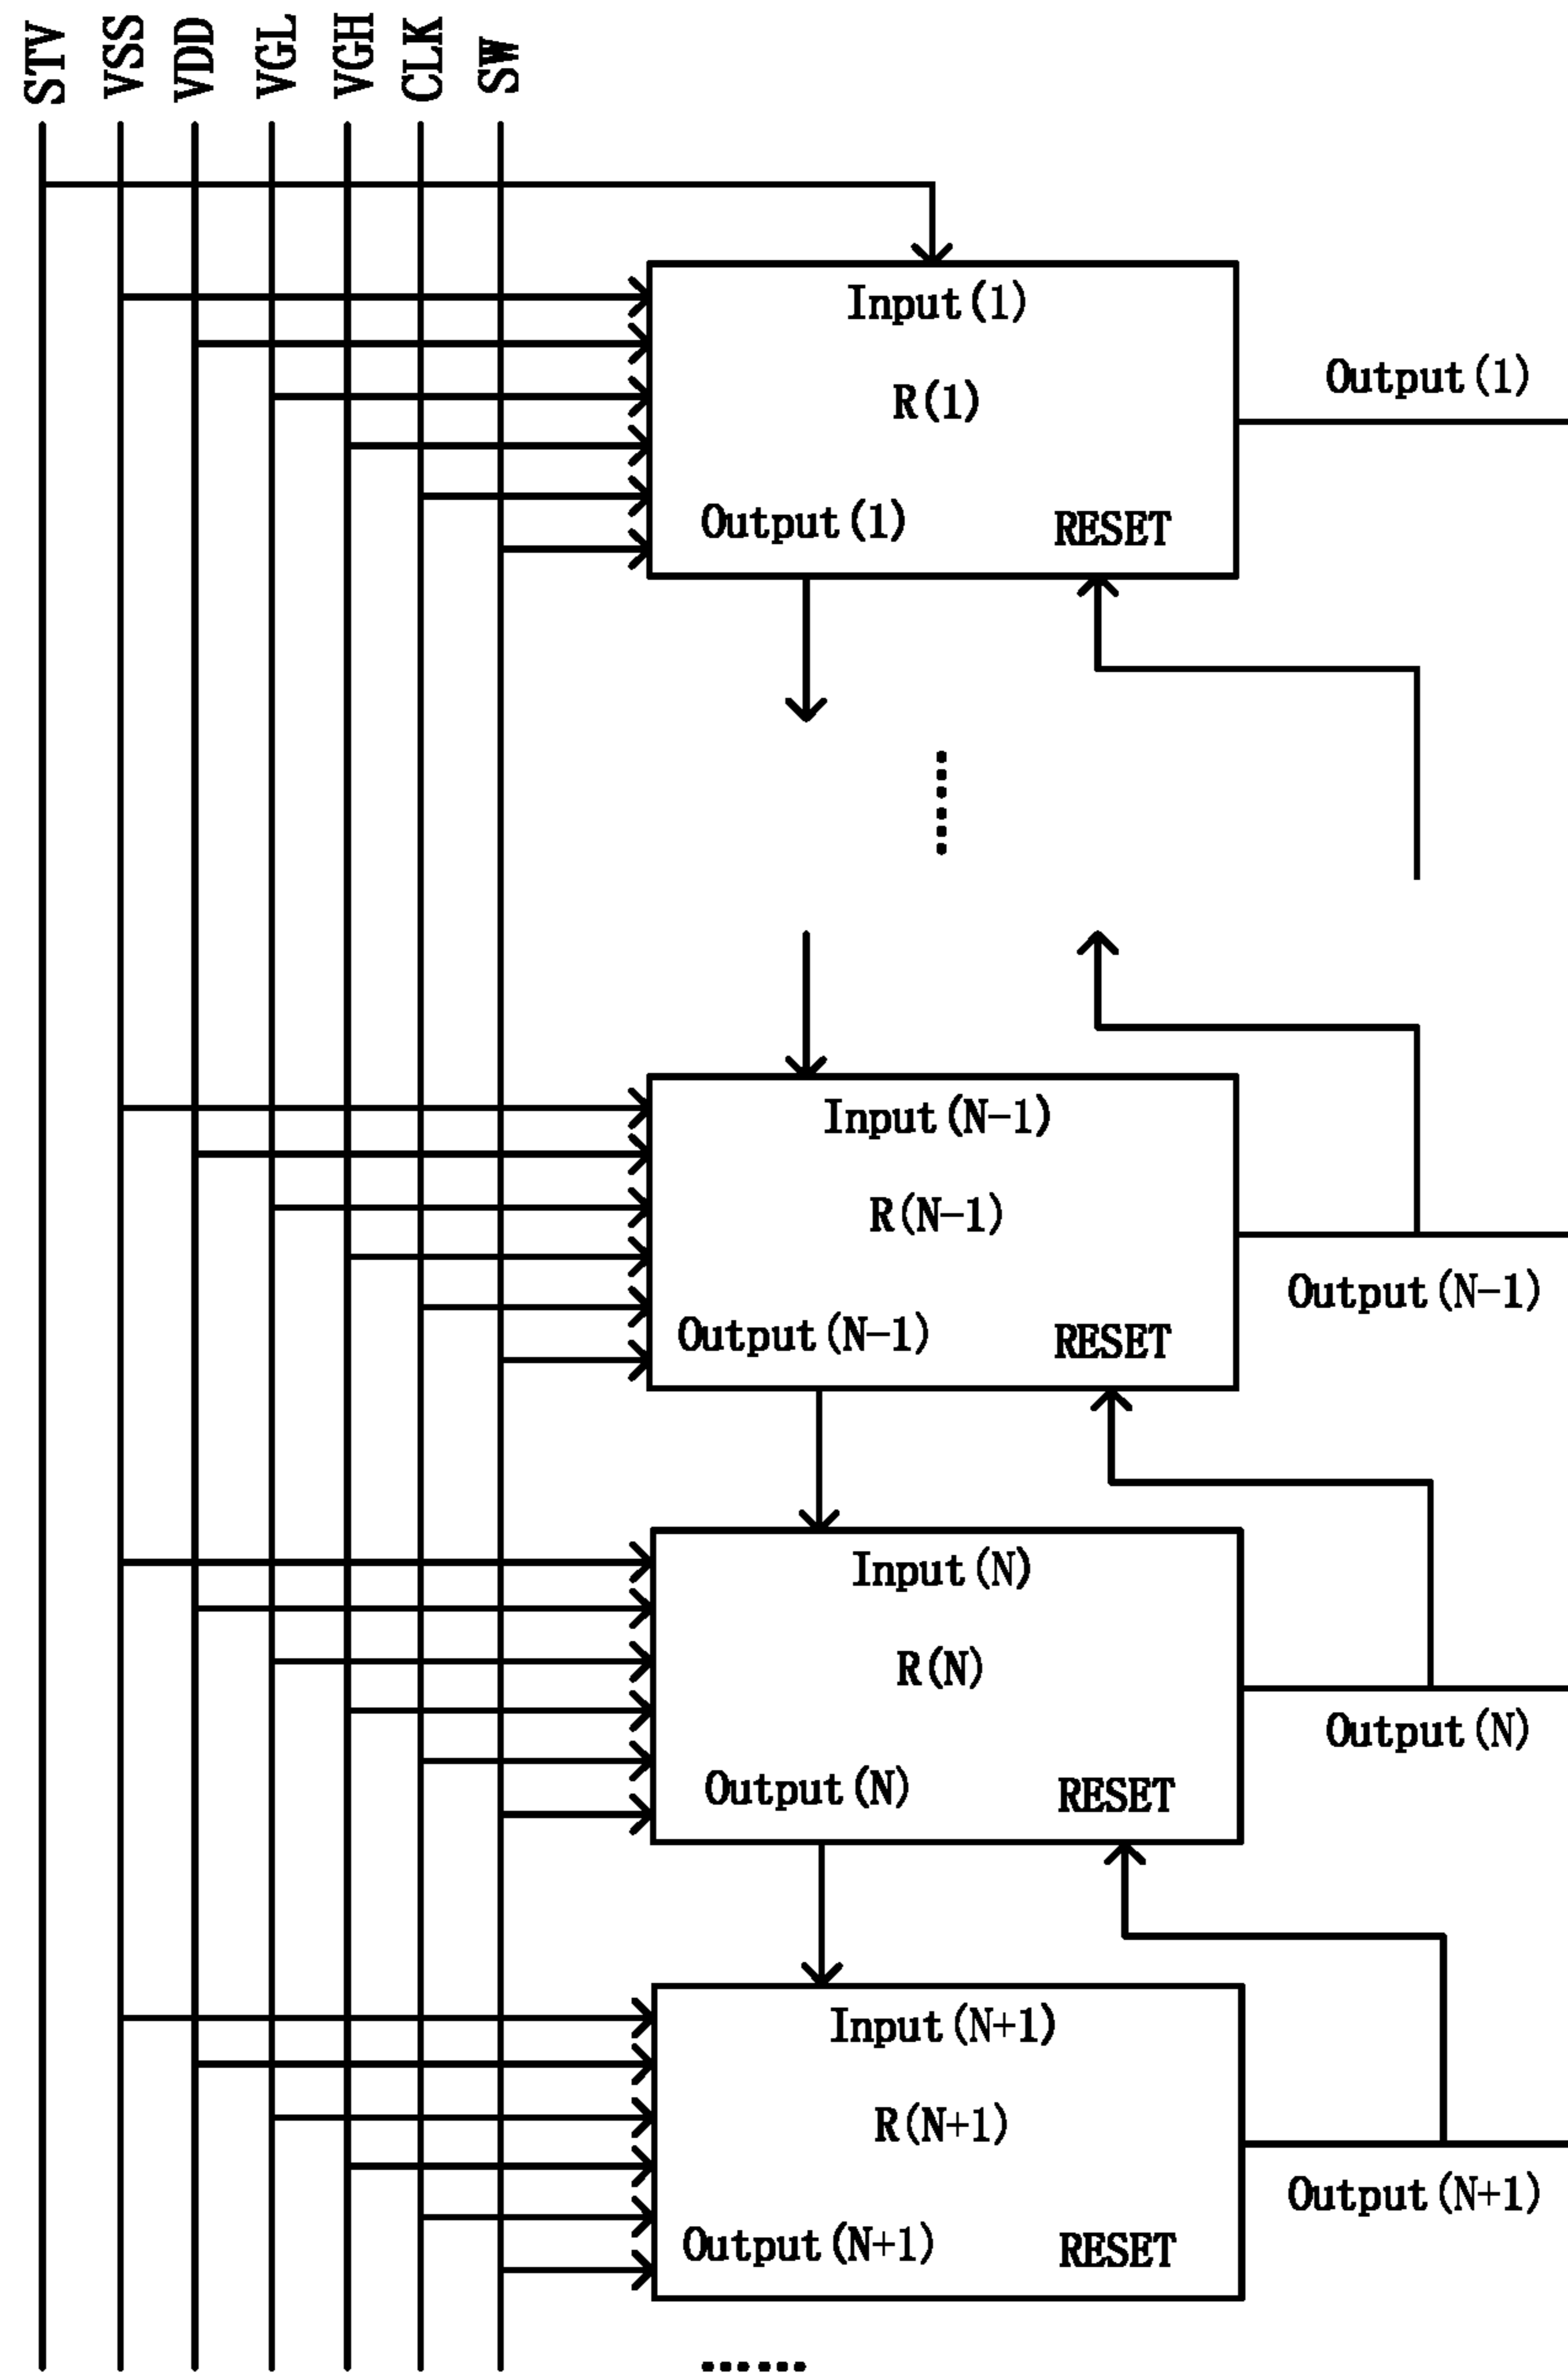 STV
VSS
VDD
VGL
VGH
CLK
SW
Input(1)
R(1)
Output(1)
RESET
Output(1)
Input(N-1)
R(N-1)
Output(N-1)
RESET
Output(N-1)
Input(N)
R(N)
Output(N)
RESET
Output(N)
Input(N+1)
R(N+1)
Output(N+1)
RESET
Output(N+1)